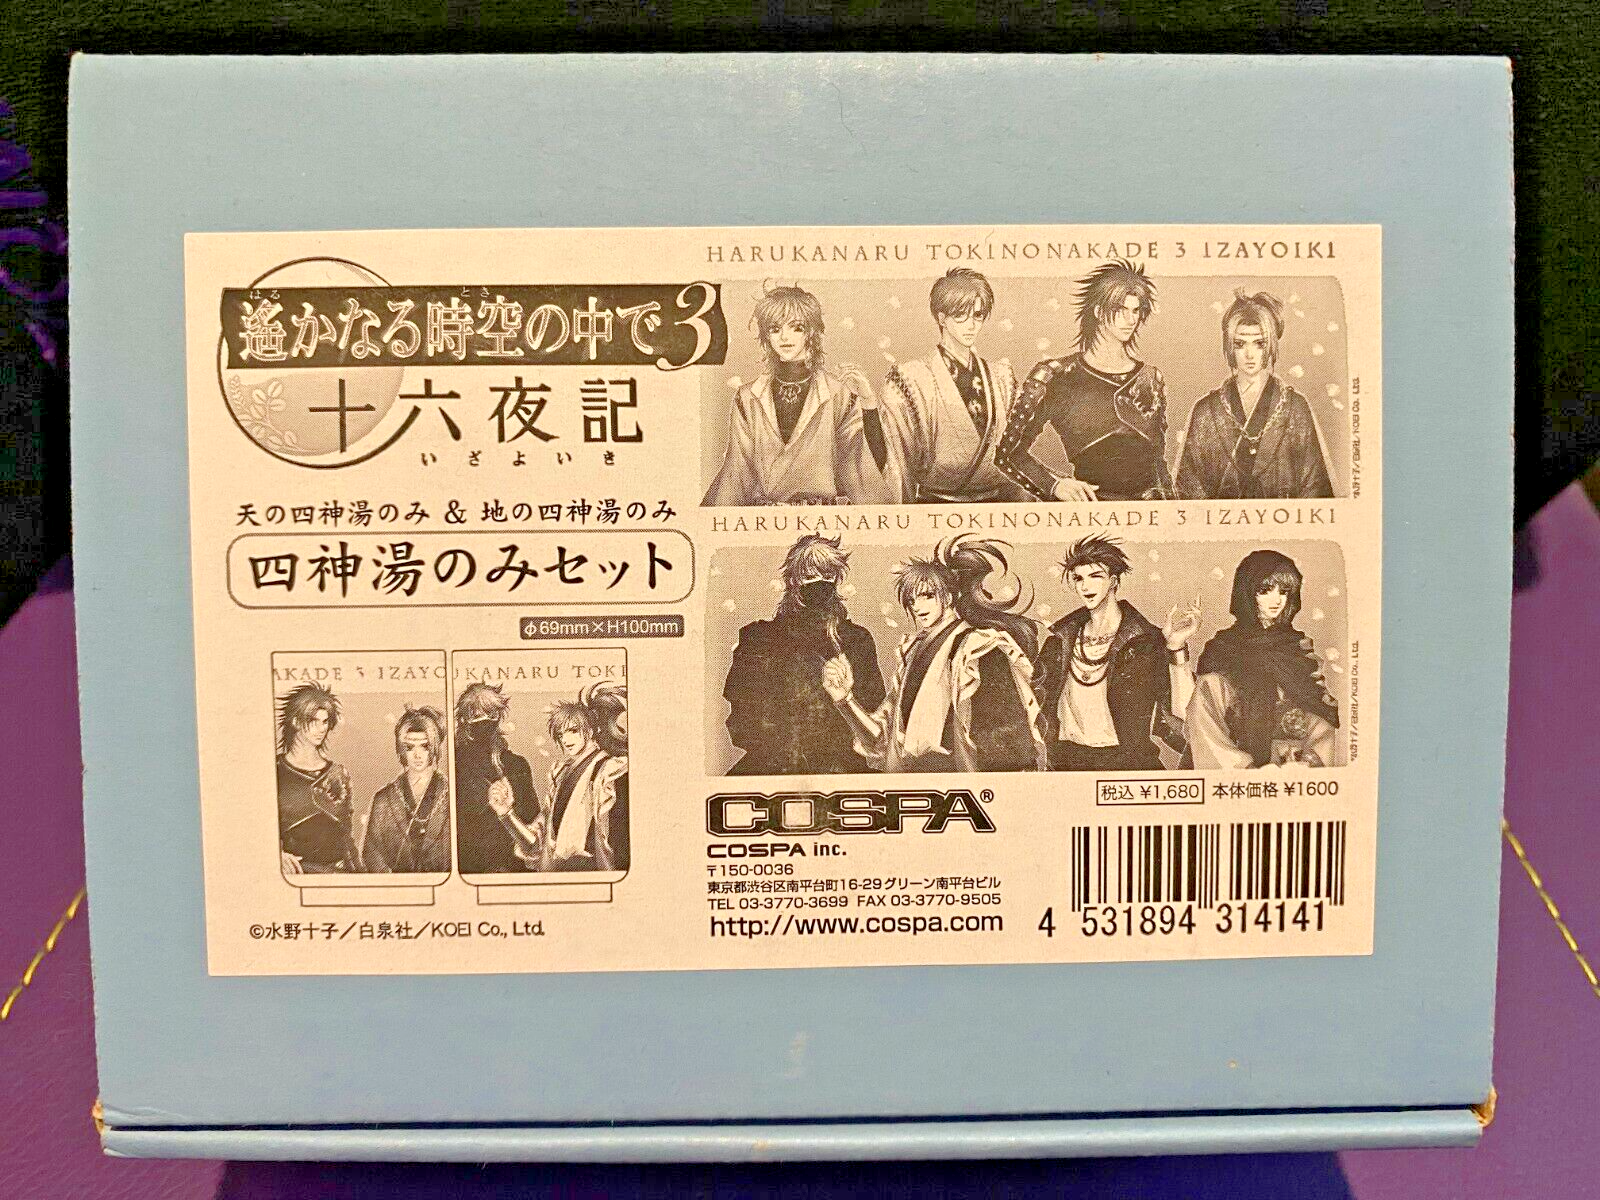 遙かなる時空の中で3
はる とき
十六夜記
いざよいき
天の四神湯のみ & 地の四神湯のみ
四神湯のみセット
φ69mm×H100mm
AKADE 3 IZAYO
UKANARU TOKI
©水野十子／白泉社／KOEI Co., Ltd.
HARUKANARU TOKINONAKADE 3 IZAYOIKI
HARUKANARU TOKINONAKADE 3 IZAYOIKI
税込 ¥1,680 本体価格 ¥1600
COSPA®
COSPA inc.
〒150-0036
東京都渋谷区南平台町16-29グリーン南平台ビル
TEL 03-3770-3699 FAX 03-3770-9505
http://www.cospa.com
4 531894 314141